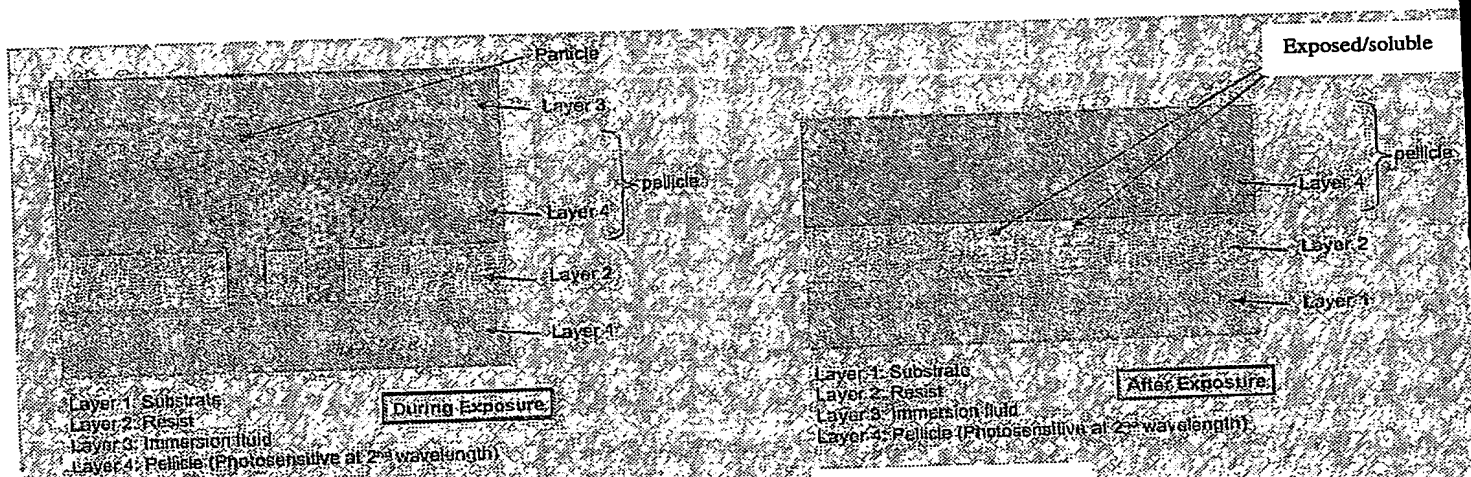 Particle
Layer 3
pellicle
Layer 4
Layer 2
Layer 1
Layer 1: Substrate
Layer 2: Resist
Layer 3: Immersion fluid
Layer 4: Pellicle (Photosensitive at 2nd wavelength)
During Exposure
Exposed/soluble
pellicle
Layer 4
Layer 2
Layer 1
Layer 1: Substrate
Layer 2: Resist
Layer 3: Immersion fluid
Layer 4: Pellicle (Photosensitive at 2nd wavelength)
After Exposure